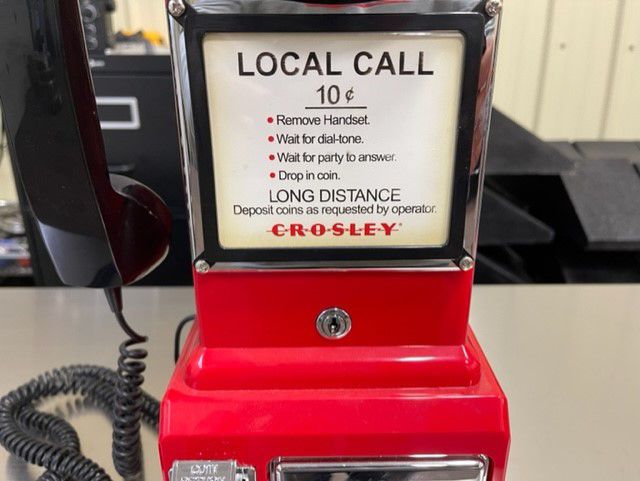 LOCAL CALL
10 ¢
• Remove Handset.
• Wait for dial-tone.
• Wait for party to answer.
• Drop in coin.
LONG DISTANCE
Deposit coins as requested by operator.
CROSLEY®